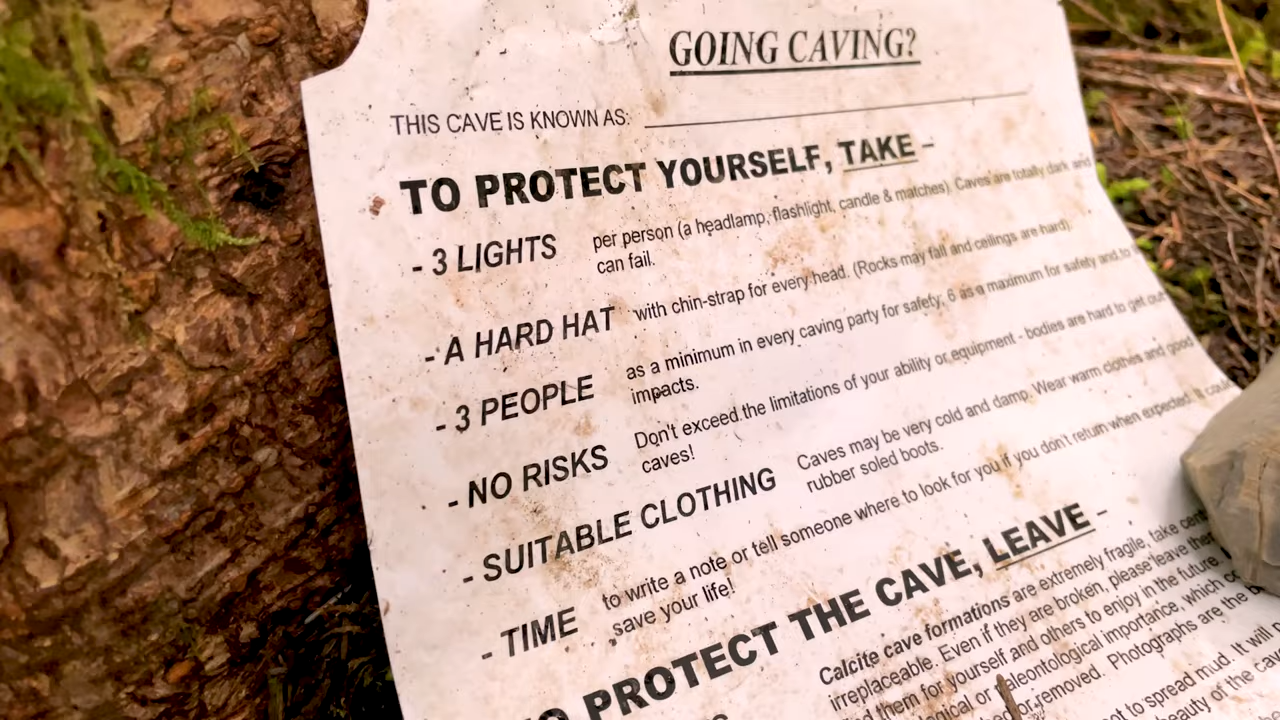 GOING CAVING?
THIS CAVE IS KNOWN AS:
TO PROTECT YOURSELF, TAKE –
- 3 LIGHTS per person (a headlamp, flashlight, candle & matches). Caves are totally dark and
can fail.
- A HARD HAT with chin-strap for every head. (Rocks may fall and ceilings are hard).
- 3 PEOPLE as a minimum in every caving party for safety; 6 as a maximum for safety and to
impacts.
- NO RISKS Don't exceed the limitations of your ability or equipment - bodies are hard to get out
caves!
- SUITABLE CLOTHING Caves may be very cold and damp. Wear warm clothes and good
rubber soled boots.
- TIME to write a note or tell someone where to look for you if you don't return when expected. It could
save your life!
PROTECT THE CAVE, LEAVE –
Calcite cave formations are extremely fragile, take
irreplaceable. Even if they are broken, please leave
them for yourself and others to enjoy in the future.
or paleontological importance, which
or removed. Photographs are the
to spread mud. It will
beauty of the